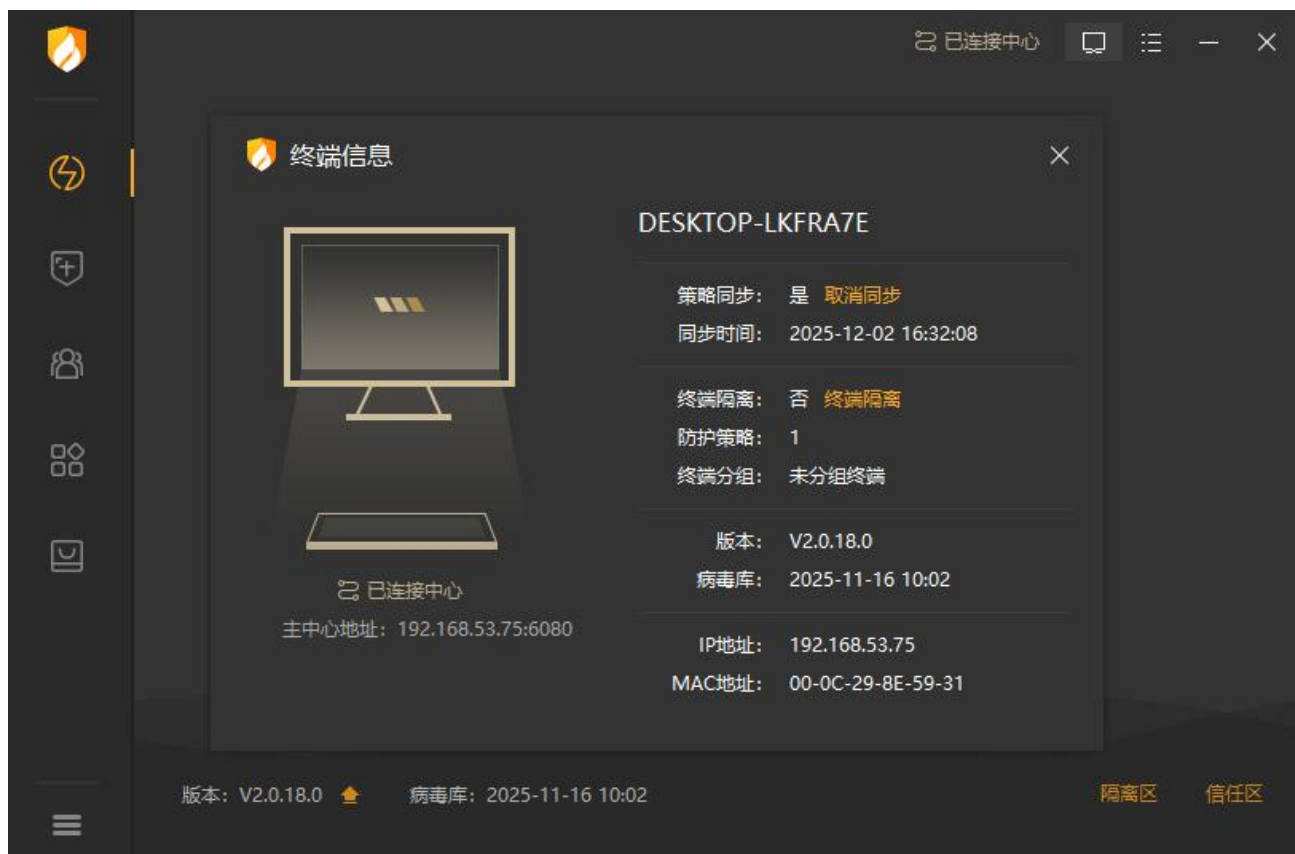 已连接中心
终端信息
DESKTOP-LKFRA7E
策略同步： 是 取消同步
同步时间： 2025-12-02 16:32:08
终端隔离： 否 终端隔离
防护策略： 1
终端分组： 未分组终端
版本： V2.0.18.0
病毒库： 2025-11-16 10:02
已连接中心
主中心地址：192.168.53.75:6080
IP地址： 192.168.53.75
MAC地址： 00-0C-29-8E-59-31
版本：V2.0.18.0 病毒库：2025-11-16 10:02 隔离区 信任区